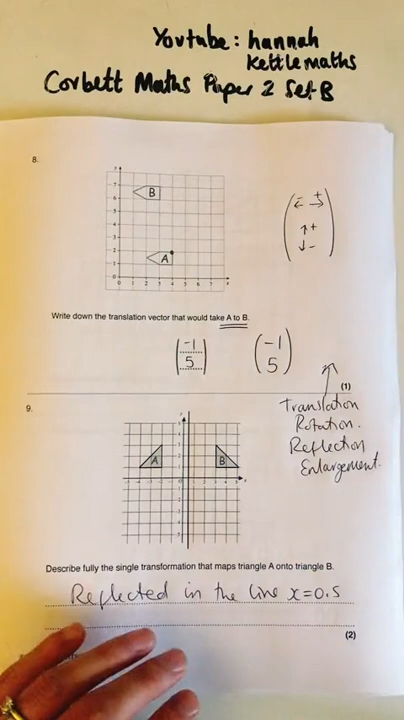 Youtube: hannah
kettlemaths
Corbett Maths Paper 2 Set B
8.
B
A
Write down the translation vector that would take A to B.
- +
+
-
-1
5
-1
5
(1)
9.
Translation
Rotation.
Reflection
Enlargement.
A
B
Describe fully the single transformation that maps triangle A onto triangle B.
Reflected in the line x=0.5
(2)